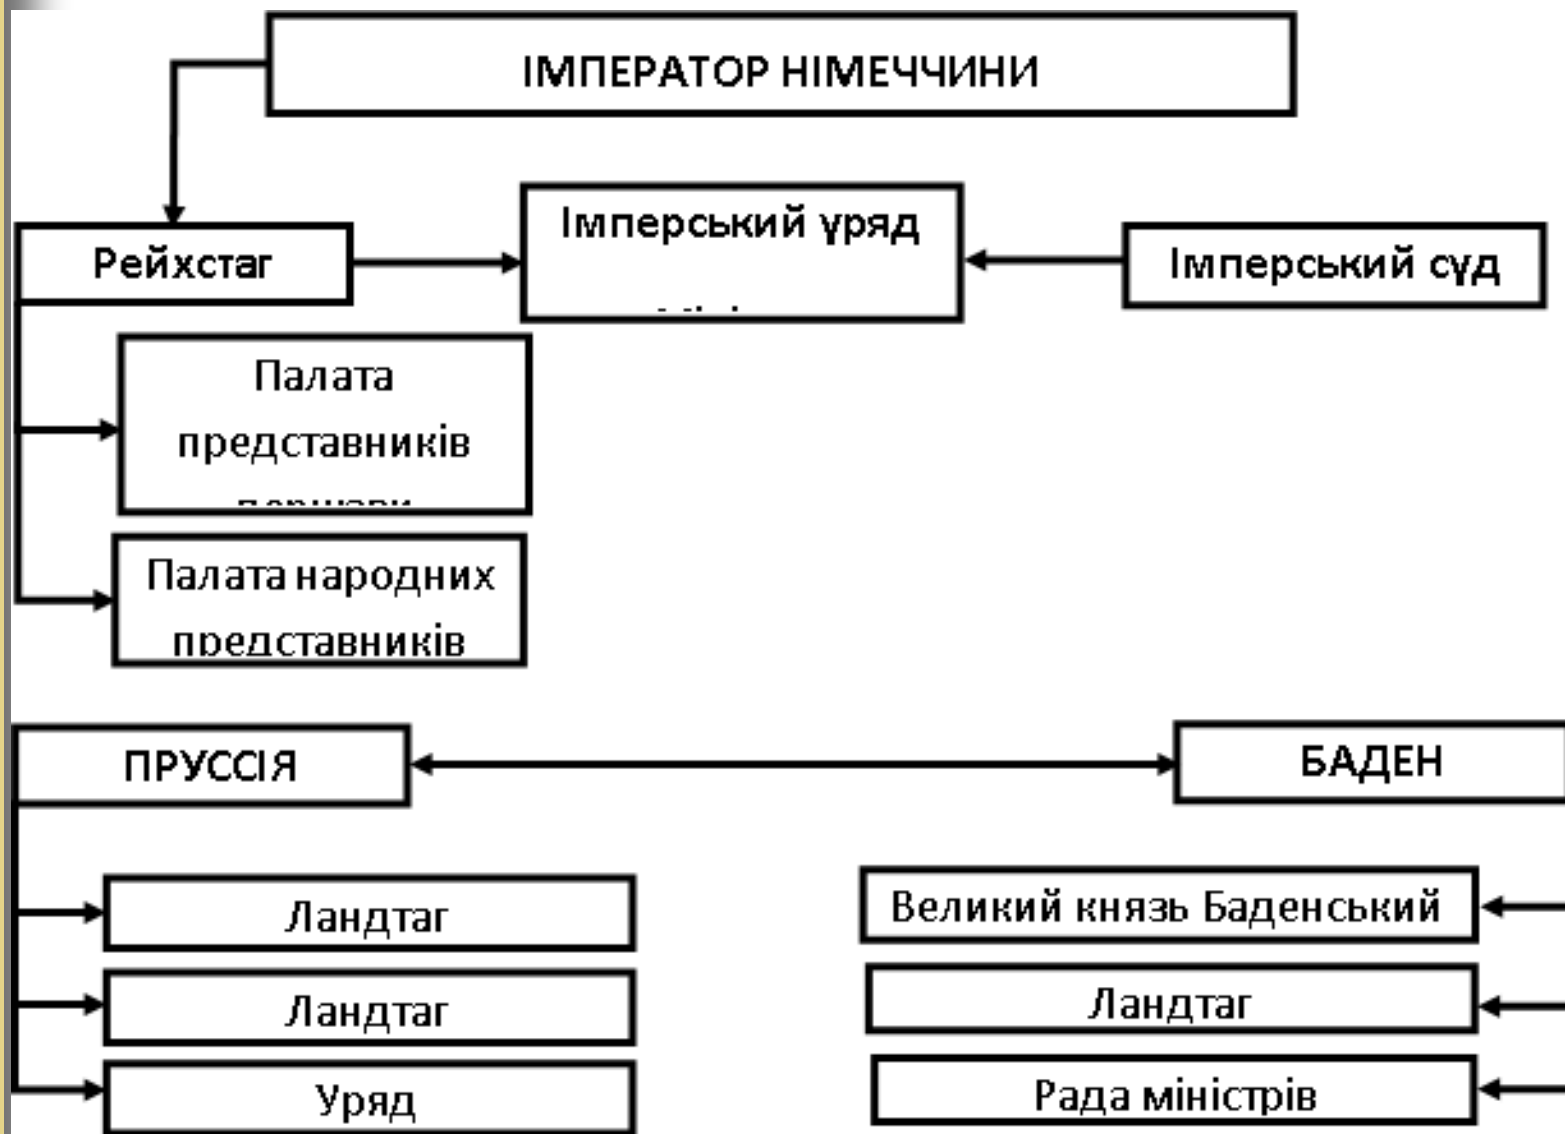 ІМПЕРАТОР НІМЕЧЧИНИ
Імперський уряд
Рейхстаг
Імперський суд
Палата
представників
Палата народних
представників
ПРУССІЯ
БАДЕН
Ландтаг
Великий князь Баденський
Ландтаг
Ландтаг
Уряд
Рада міністрів